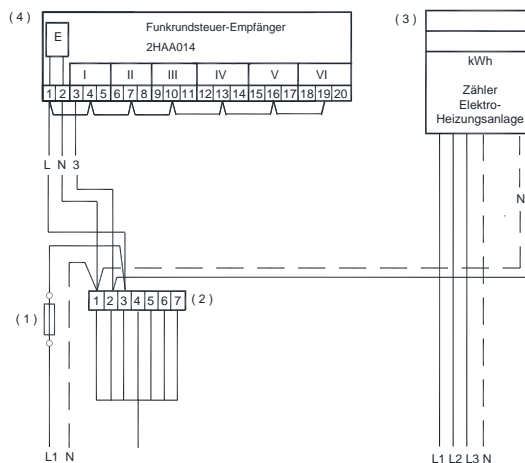 ( 4 )
Funkrundsteuer-Empfänger
2HAA014
E
I II III IV V VI
1 2 3 4 5 6 7 8 9 10 11 12 13 14 15 16 17 18 19 20
( 3 )
kWh
Zähler
Elektro-
Heizungsanlage
L N 3
N
1 2 3 4 5 6 7
( 2 )
( 1 )
L1 N
L1 L2 L3 N